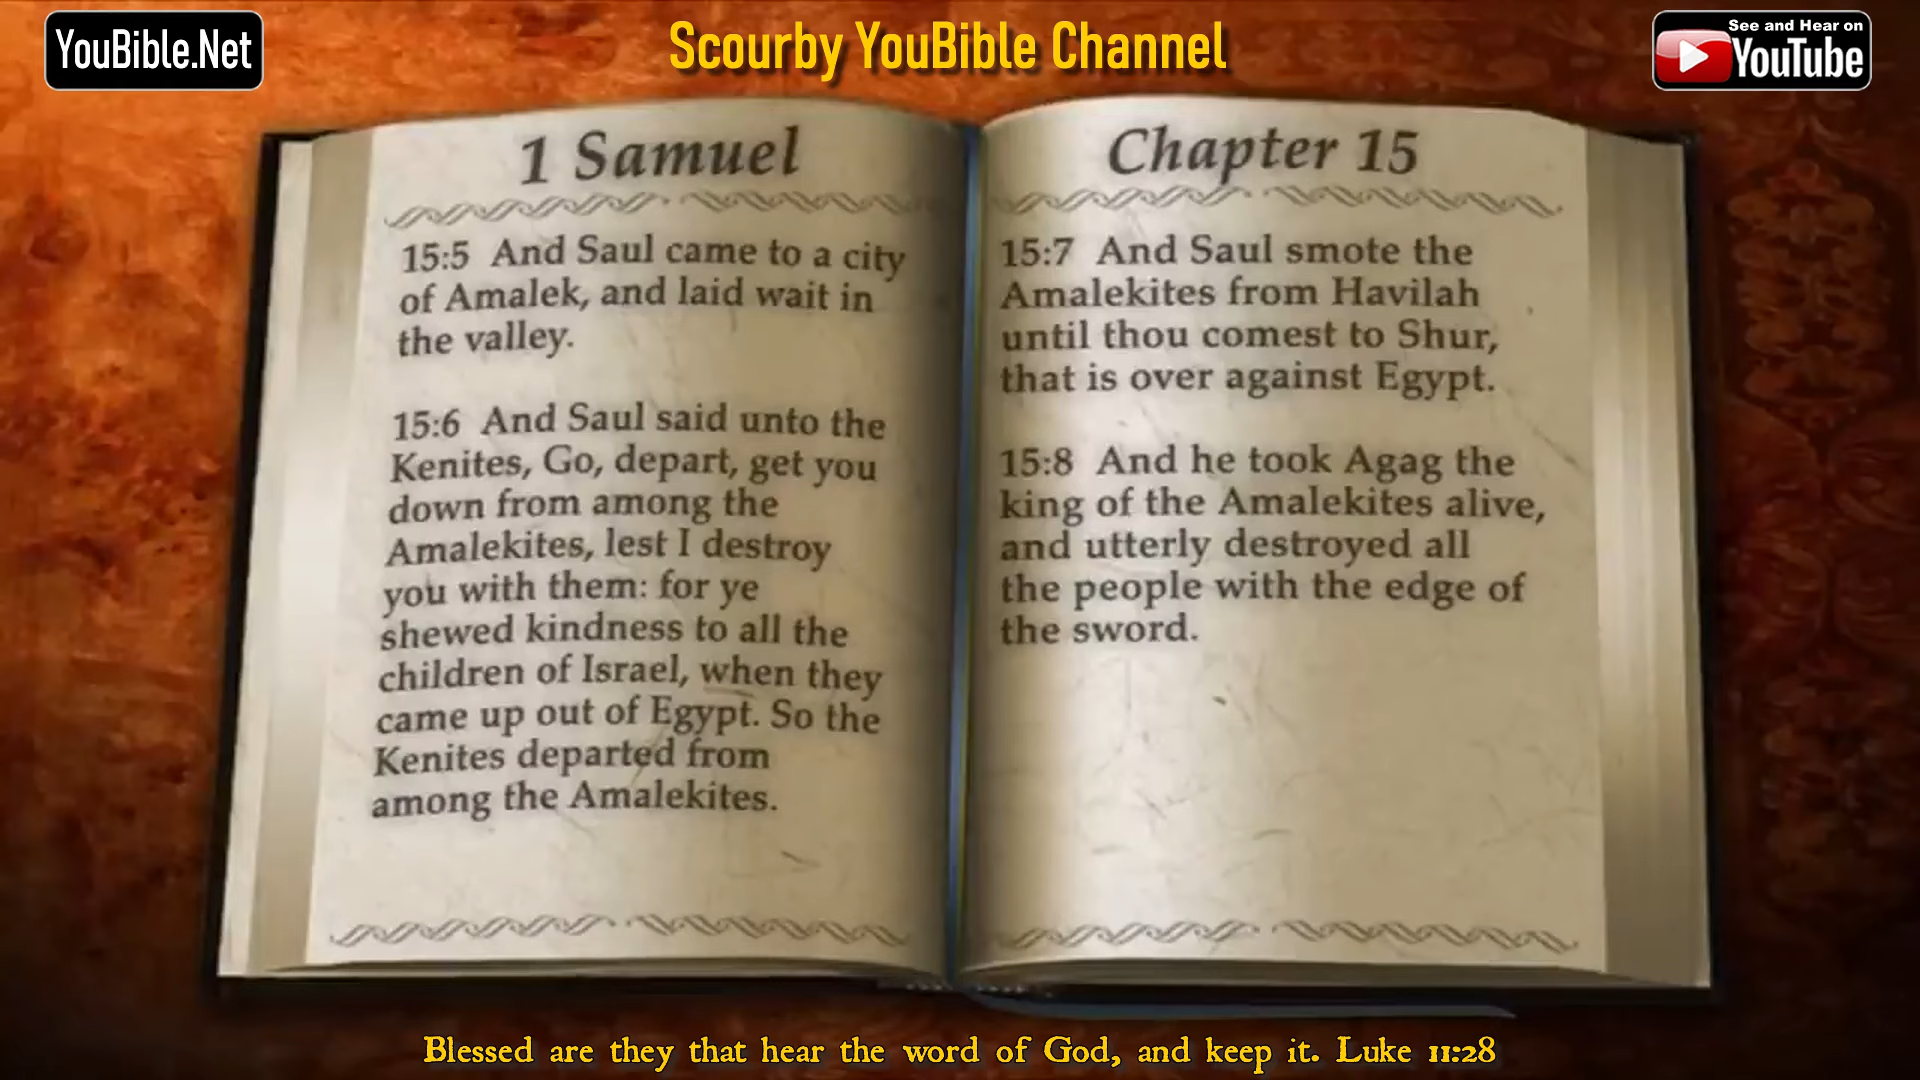 YouBible.Net
Scourby YouBible Channel
See and Hear on
YouTube
1 Samuel
15:5 And Saul came to a city
of Amalek, and laid wait in
the valley.
15:6 And Saul said unto the
Kenites, Go, depart, get you
down from among the
Amalekites, lest I destroy
you with them: for ye
shewed kindness to all the
children of Israel, when they
came up out of Egypt. So the
Kenites departed from
among the Amalekites.
Chapter 15
15:7 And Saul smote the
Amalekites from Havilah
until thou comest to Shur,
that is over against Egypt.
15:8 And he took Agag the
king of the Amalekites alive,
and utterly destroyed all
the people with the edge of
the sword.
Blessed are they that hear the word of God, and keep it. Luke 11:28